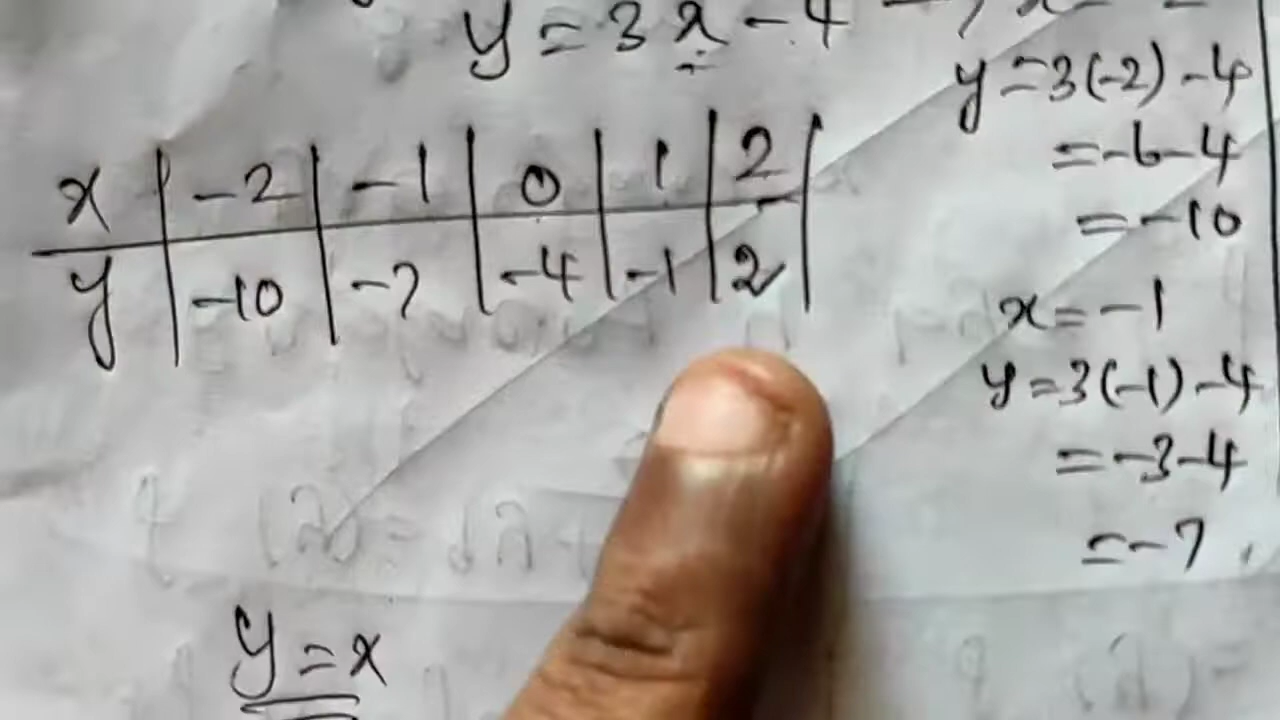 y = 3x - 4
x | -2 | -1 | 0 | 1 | 2
y | -10 | -7 | -4 | -1 | 2
y = x
y = 3(-2) - 4
= -6 - 4
= -10
x = -1
y = 3(-1) - 4
= -3 - 4
= -7